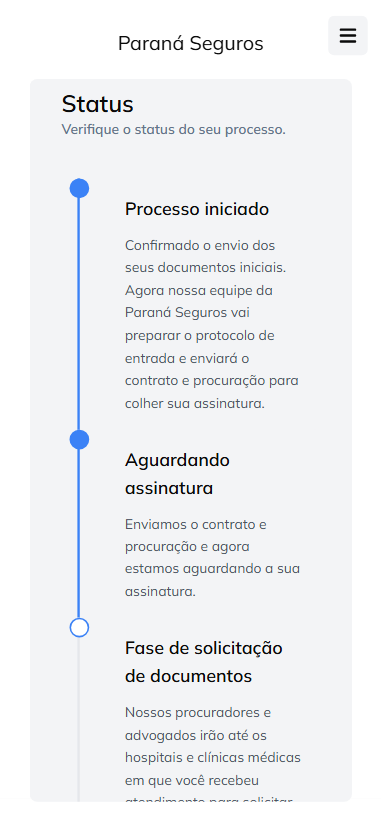 Paraná Seguros
Status
Verifique o status do seu processo.
Processo iniciado
Confirmado o envio dos
seus documentos iniciais.
Agora nossa equipe da
Paraná Seguros vai
preparar o protocolo de
entrada e enviará o
contrato e procuração para
colher sua assinatura.
Aguardando
assinatura
Enviamos o contrato e
procuração e agora
estamos aguardando a sua
assinatura.
Fase de solicitação
de documentos
Nossos procuradores e
advogados irão até os
hospitais e clínicas médicas
em que você recebeu
atendimento para solicitar